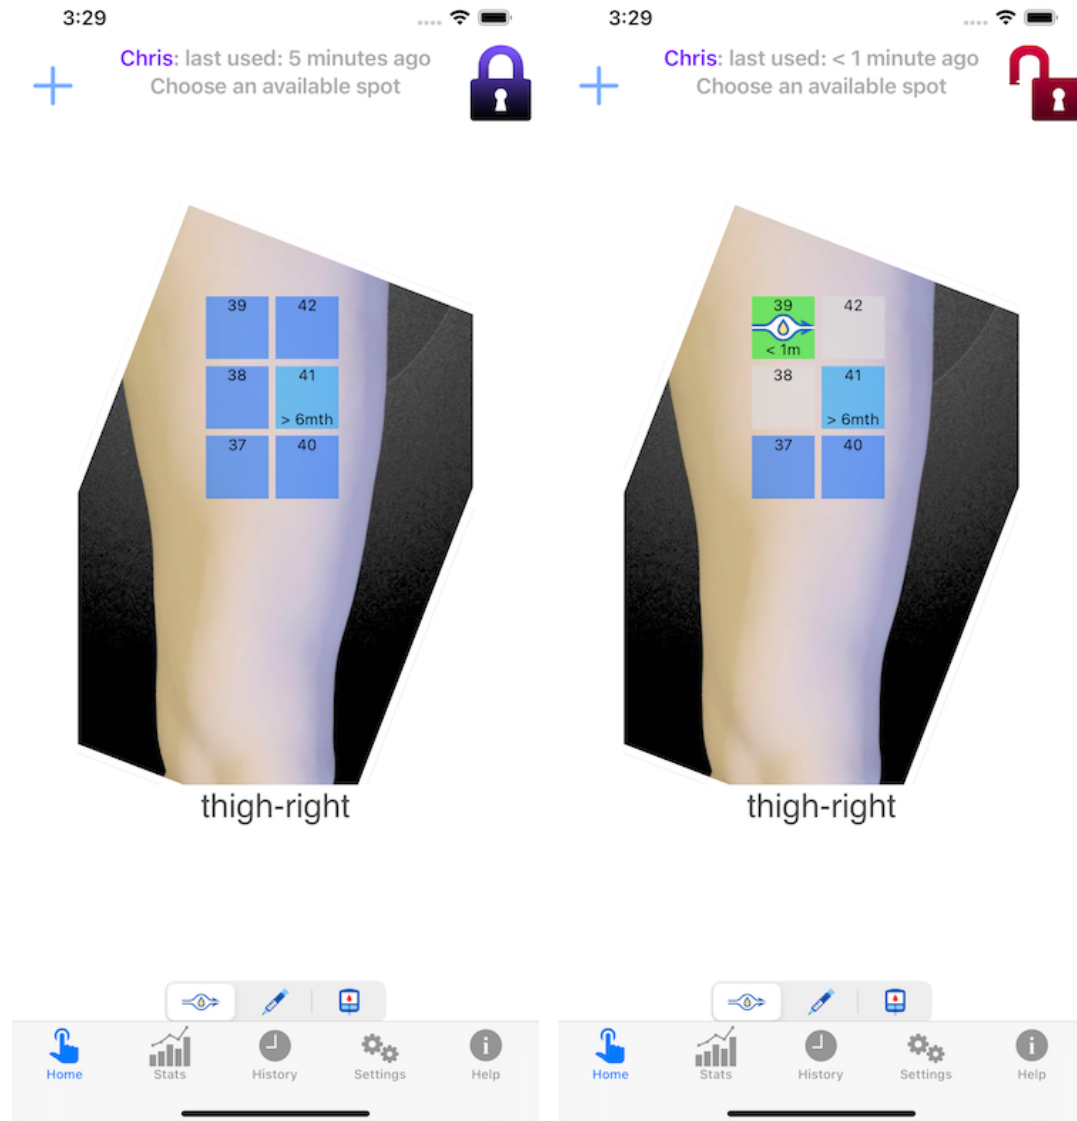 3:29
Chris: last used: 5 minutes ago
Choose an available spot
39 42
38 41
> 6mth
37 40
thigh-right
Home Stats History Settings Help
3:29
Chris: last used: < 1 minute ago
Choose an available spot
39 42
< 1m
38 41
> 6mth
37 40
thigh-right
Home Stats History Settings Help